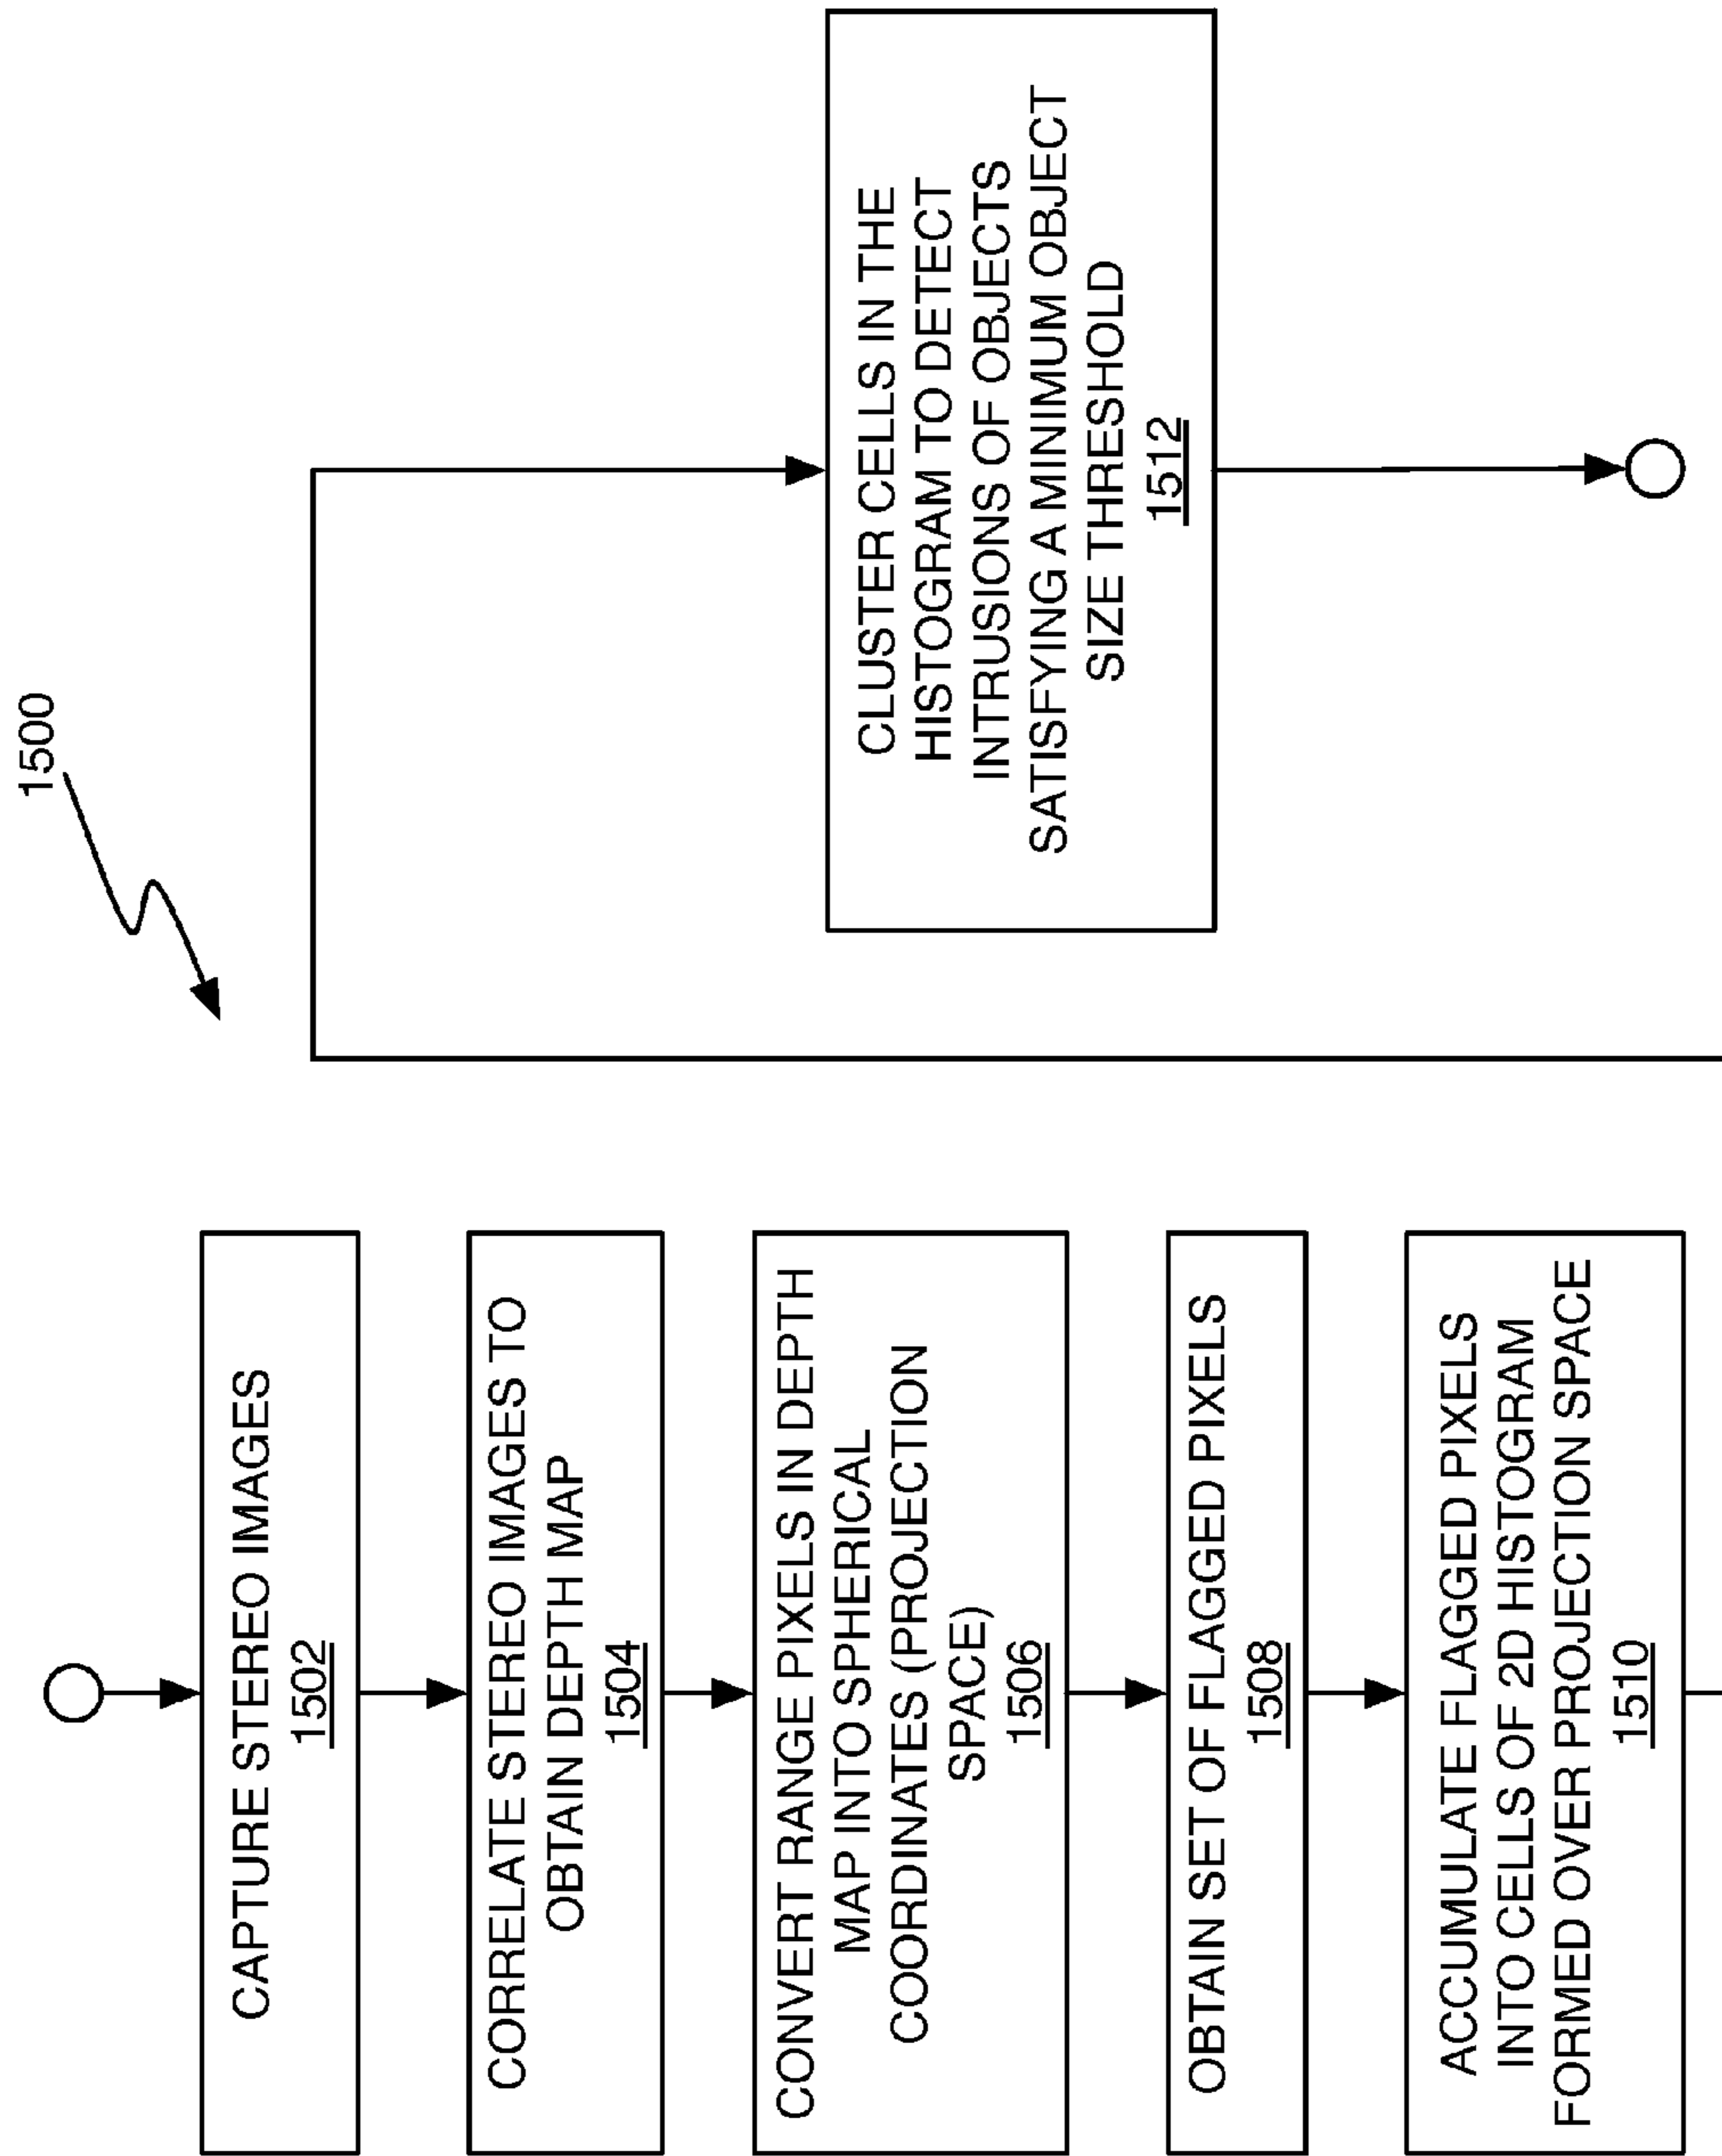 1500
CAPTURE STEREO IMAGES
1502
CORRELATE STEREO IMAGES TO
OBTAIN DEPTH MAP
1504
CONVERT RANGE PIXELS IN DEPTH
MAP INTO SPHERICAL
COORDINATES (PROJECTION
SPACE)
1506
OBTAIN SET OF FLAGGED PIXELS
1508
ACCUMULATE FLAGGED PIXELS
INTO CELLS OF 2D HISTOGRAM
FORMED OVER PROJECTION SPACE
1510
CLUSTER CELLS IN THE
HISTOGRAM TO DETECT
INTRUSIONS OF OBJECTS
SATISFYING A MINIMUM OBJECT
SIZE THRESHOLD
1512